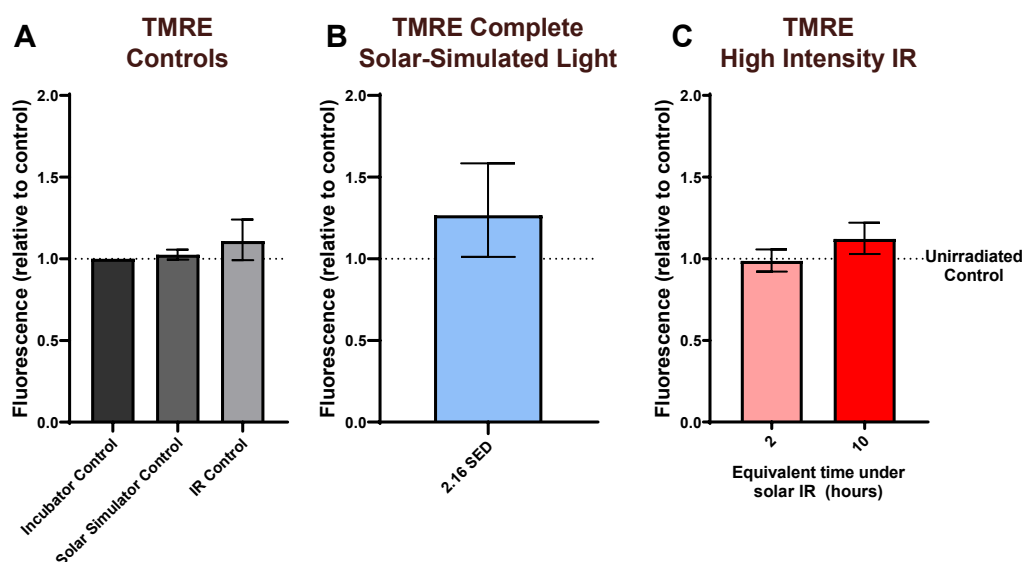 A
TMRE
Controls
Fluorescence (relative to control)
2.0
1.5
1.0
0.5
0.0
Incubator Control
Solar Simulator Control
IR Control
B
TMRE Complete
Solar-Simulated Light
Fluorescence (relative to control)
2.0
1.5
1.0
0.5
0.0
2.16 SED
C
TMRE
High Intensity IR
Fluorescence (relative to control)
2.0
1.5
1.0
0.5
0.0
2
10
Equivalent time under
solar IR (hours)
Unirradiated
Control